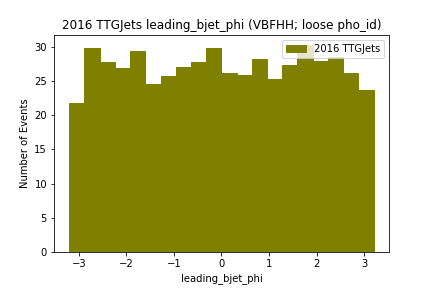 2016 TTGJets leading_bjet_phi (VBFHH; loose pho_id)
2016 TTGJets
Number of Events
30
25
20
15
10
5
0
−3 −2 −1 0 1 2 3
leading_bjet_phi